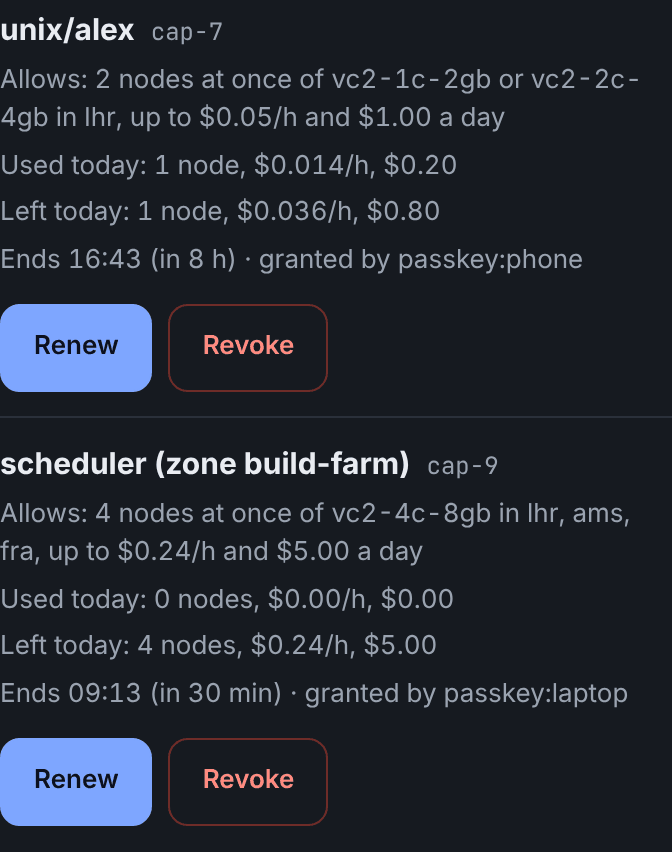 unix/alex cap-7
Allows: 2 nodes at once of vc2-1c-2gb or vc2-2c-
4gb in lhr, up to $0.05/h and $1.00 a day
Used today: 1 node, $0.014/h, $0.20
Left today: 1 node, $0.036/h, $0.80
Ends 16:43 (in 8 h) · granted by passkey:phone
Renew Revoke
scheduler (zone build-farm) cap-9
Allows: 4 nodes at once of vc2-4c-8gb in lhr, ams,
fra, up to $0.24/h and $5.00 a day
Used today: 0 nodes, $0.00/h, $0.00
Left today: 4 nodes, $0.24/h, $5.00
Ends 09:13 (in 30 min) · granted by passkey:laptop
Renew Revoke